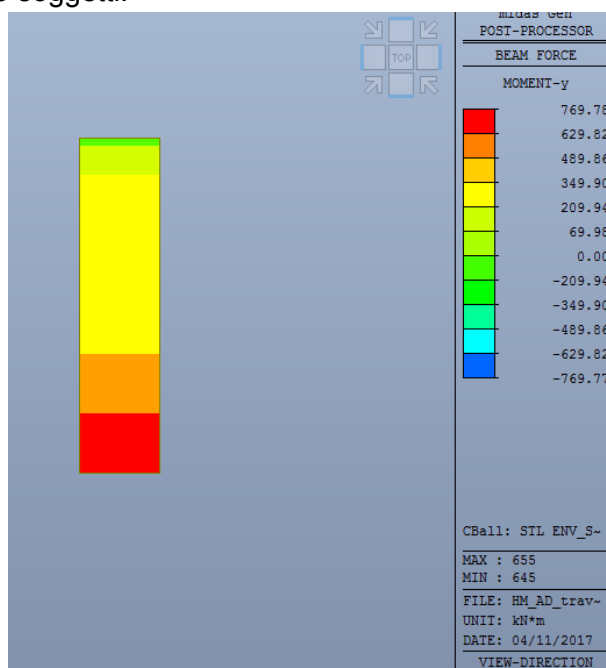 soggetti.
TOP
midas Gen
POST-PROCESSOR
BEAM FORCE
MOMENT-y
769.78
629.82
489.86
349.90
209.94
69.98
0.00
-209.94
-349.90
-489.86
-629.82
-769.77
CBall: STL ENV_S~
MAX : 655
MIN : 645
FILE: HM_AD_trav~
UNIT: kN*m
DATE: 04/11/2017
VIEW-DIRECTION